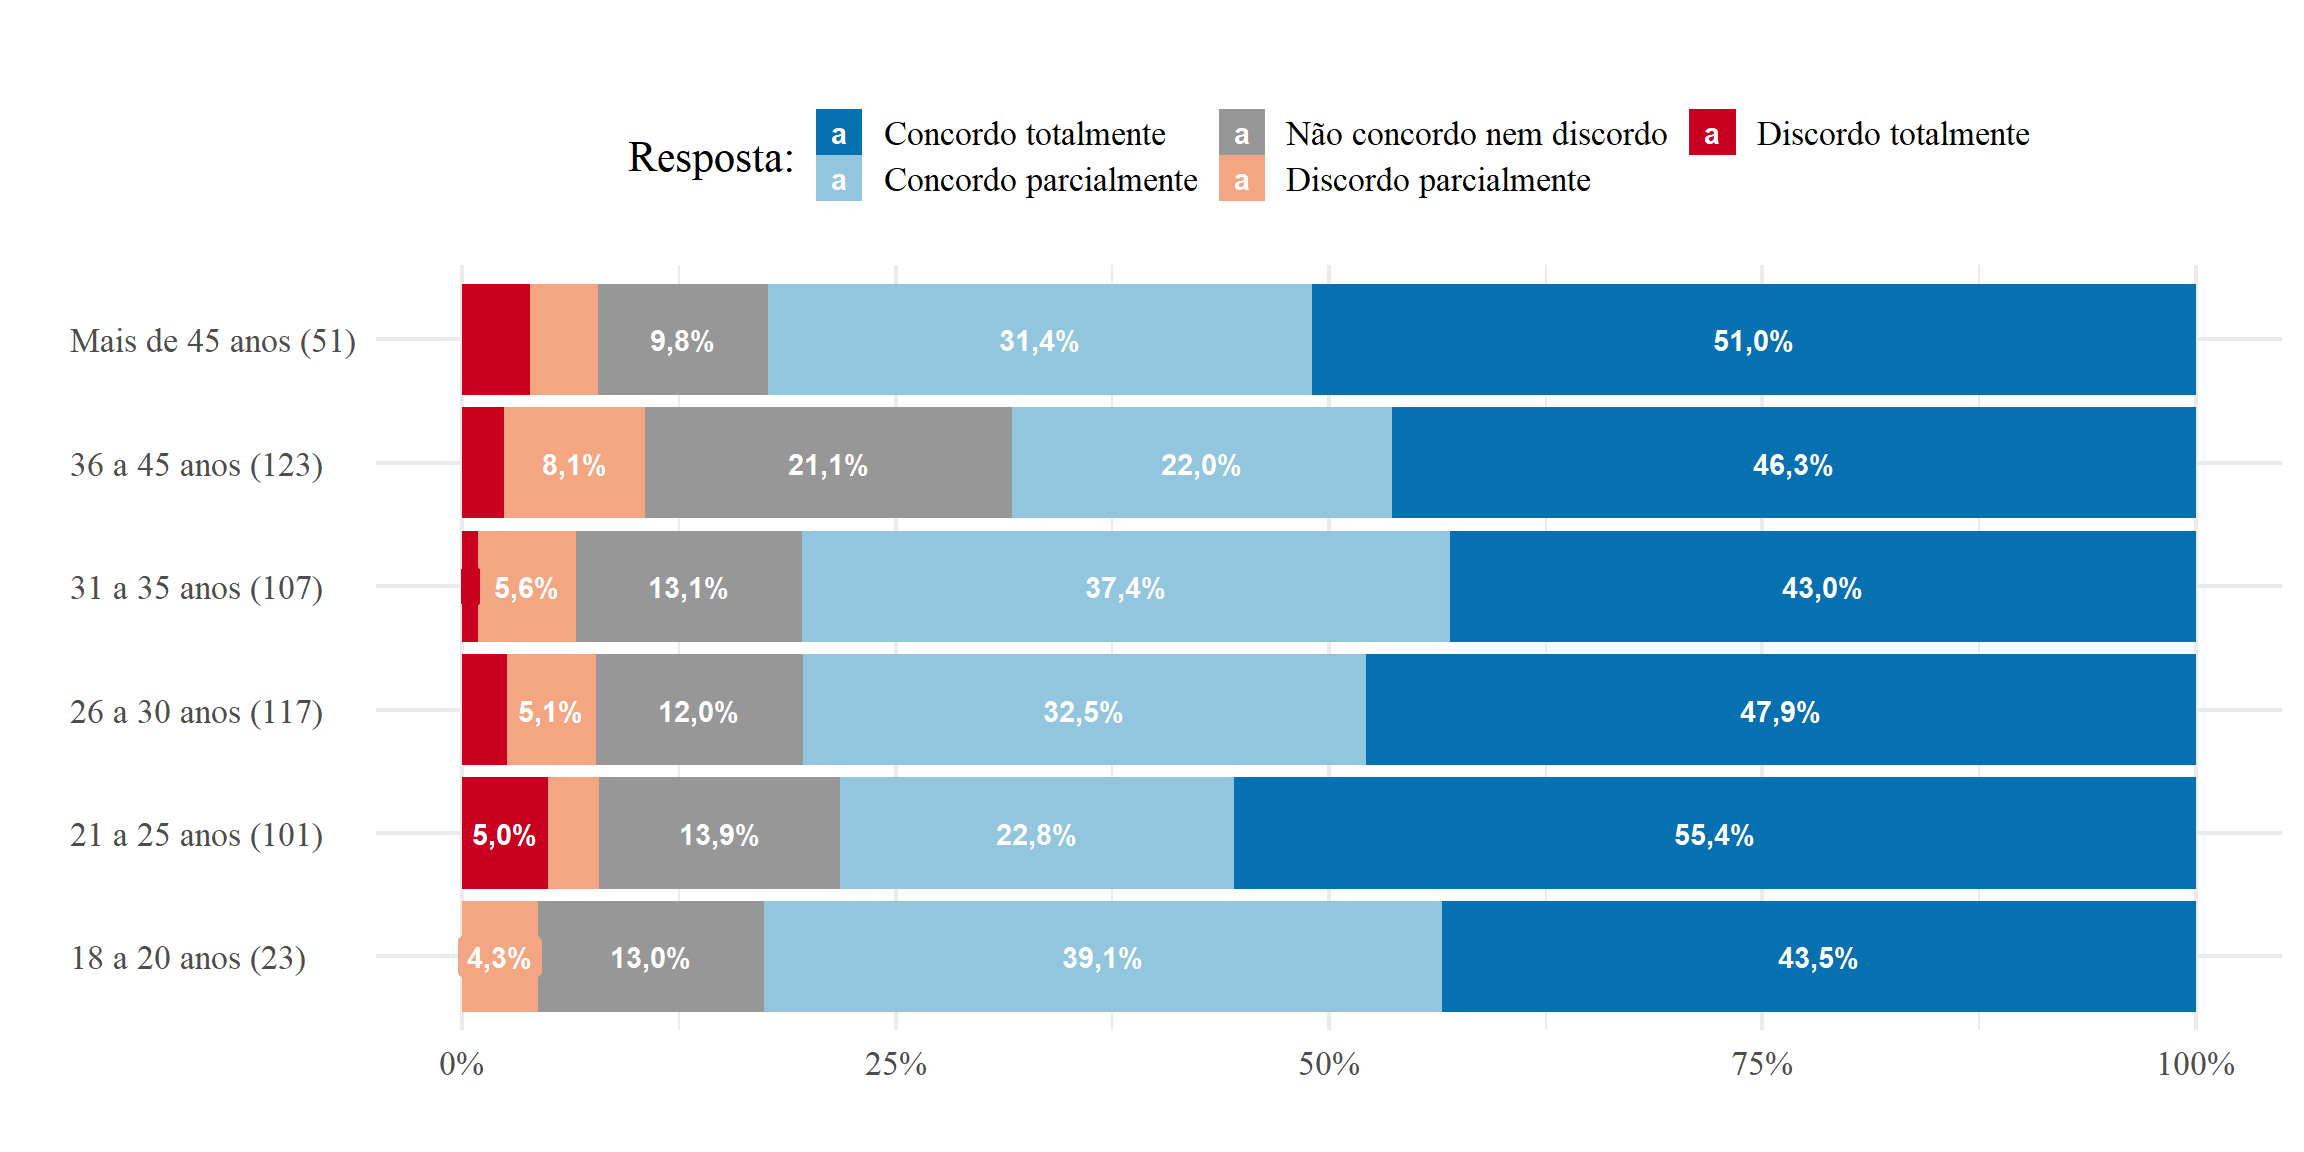 Resposta:
a Concordo totalmente
a Concordo parcialmente
a Não concordo nem discordo
a Discordo parcialmente
a Discordo totalmente
Mais de 45 anos (51) 9,8% 31,4% 51,0%
36 a 45 anos (123) 8,1% 21,1% 22,0% 46,3%
31 a 35 anos (107) 5,6% 13,1% 37,4% 43,0%
26 a 30 anos (117) 5,1% 12,0% 32,5% 47,9%
21 a 25 anos (101) 5,0% 13,9% 22,8% 55,4%
18 a 20 anos (23) 4,3% 13,0% 39,1% 43,5%
0% 25% 50% 75% 100%